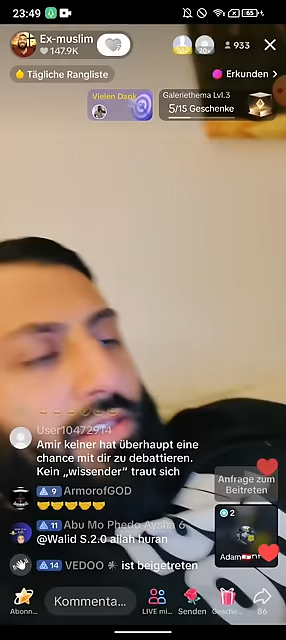 23:49
65
Ex-muslim
147.9K
20+
20+
933
Tägliche Rangliste
Erkunden
Vielen Dank
Galeriethema Lvl.3
5/15 Geschenke
User10472914
Amir keiner hat überhaupt eine
chance mit dir zu debattieren.
Kein „wissender“ traut sich
9 ArmorofGOD
11 Abu Mo Phedo Aysha 6
@Walid S.2.0 allah huran
14 VEDOO ist beigetreten
Anfrage zum
Beitreten
2
Adam
Abonn...
Kommenta...
LIVE mi...
Senden
Gesche...
86